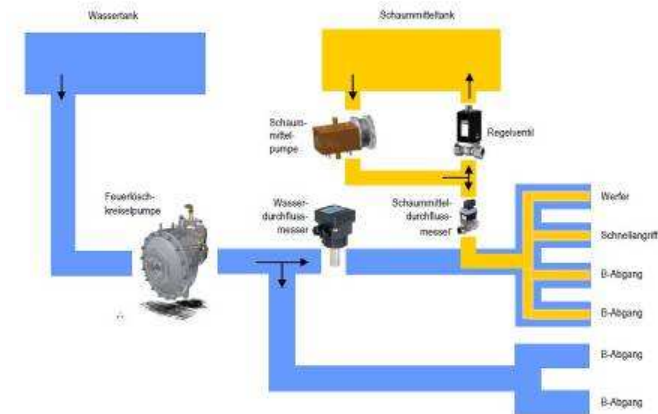 Wassertank
Schaummitteltank
Schaum-
mittel-
pumpe
Regelventil
Feuerlösch-
kreiselpumpe
Wasser-
durchfluss-
messer
Schaummittel-
durchfluss-
messer
Werfer
Schnellangriff
B-Abgang
B-Abgang
B-Abgang
B-Abgang